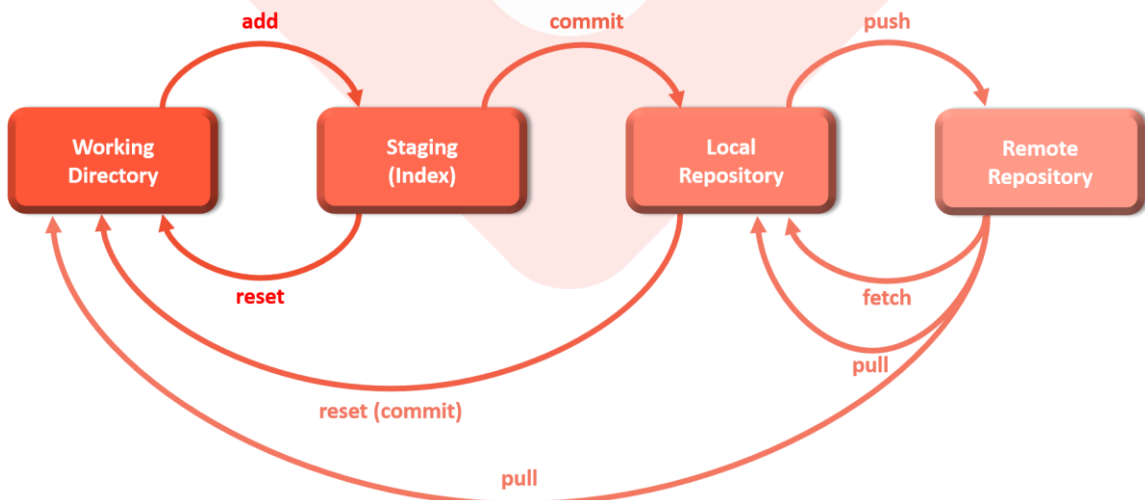 add
commit
push
Working
Directory
Staging
(Index)
Local
Repository
Remote
Repository
reset
fetch
pull
reset (commit)
pull